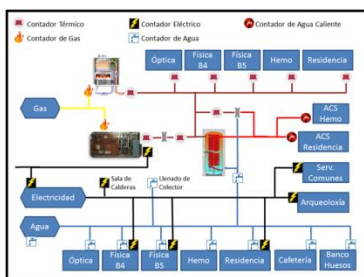 Contador Térmico
Contador Eléctrico
Contador de Agua Caliente
Contador de Gas
Contador de Agua
Óptica
Física
B4
Física
B5
Hemo
Residencia
Gas
ACS
Hemo
ACS
Residencia
Sala de
Calderas
Llenado de
Colector
Serv.
Comunes
Electricidad
Arqueoloxía
Agua
Óptica
Física
B4
Física
B5
Hemo
Residencia
Cafetería
Banco
Huesos